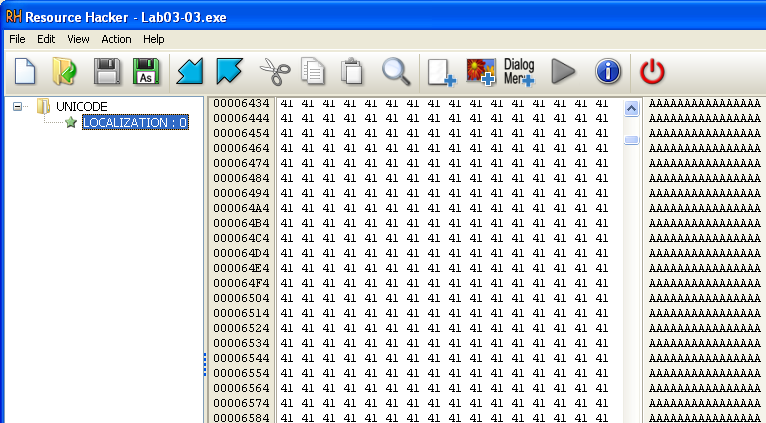 Resource Hacker - Lab03-03.exe
File Edit View Action Help
As Dialog
Mer
UNICODE
LOCALIZATION : 0
00006434 41 41 41 41 41 41 41 41 41 41 41 41 41 41 41 41 AAAAAAAAAAAAAAAA
00006444 41 41 41 41 41 41 41 41 41 41 41 41 41 41 41 41 AAAAAAAAAAAAAAAA
00006454 41 41 41 41 41 41 41 41 41 41 41 41 41 41 41 41 AAAAAAAAAAAAAAAA
00006464 41 41 41 41 41 41 41 41 41 41 41 41 41 41 41 41 AAAAAAAAAAAAAAAA
00006474 41 41 41 41 41 41 41 41 41 41 41 41 41 41 41 41 AAAAAAAAAAAAAAAA
00006484 41 41 41 41 41 41 41 41 41 41 41 41 41 41 41 41 AAAAAAAAAAAAAAAA
00006494 41 41 41 41 41 41 41 41 41 41 41 41 41 41 41 41 AAAAAAAAAAAAAAAA
000064A4 41 41 41 41 41 41 41 41 41 41 41 41 41 41 41 41 AAAAAAAAAAAAAAAA
000064B4 41 41 41 41 41 41 41 41 41 41 41 41 41 41 41 41 AAAAAAAAAAAAAAAA
000064C4 41 41 41 41 41 41 41 41 41 41 41 41 41 41 41 41 AAAAAAAAAAAAAAAA
000064D4 41 41 41 41 41 41 41 41 41 41 41 41 41 41 41 41 AAAAAAAAAAAAAAAA
000064E4 41 41 41 41 41 41 41 41 41 41 41 41 41 41 41 41 AAAAAAAAAAAAAAAA
000064F4 41 41 41 41 41 41 41 41 41 41 41 41 41 41 41 41 AAAAAAAAAAAAAAAA
00006504 41 41 41 41 41 41 41 41 41 41 41 41 41 41 41 41 AAAAAAAAAAAAAAAA
00006514 41 41 41 41 41 41 41 41 41 41 41 41 41 41 41 41 AAAAAAAAAAAAAAAA
00006524 41 41 41 41 41 41 41 41 41 41 41 41 41 41 41 41 AAAAAAAAAAAAAAAA
00006534 41 41 41 41 41 41 41 41 41 41 41 41 41 41 41 41 AAAAAAAAAAAAAAAA
00006544 41 41 41 41 41 41 41 41 41 41 41 41 41 41 41 41 AAAAAAAAAAAAAAAA
00006554 41 41 41 41 41 41 41 41 41 41 41 41 41 41 41 41 AAAAAAAAAAAAAAAA
00006564 41 41 41 41 41 41 41 41 41 41 41 41 41 41 41 41 AAAAAAAAAAAAAAAA
00006574 41 41 41 41 41 41 41 41 41 41 41 41 41 41 41 41 AAAAAAAAAAAAAAAA
00006584 41 41 41 41 41 41 41 41 41 41 41 41 41 41 41 41 AAAAAAAAAAAAAAAA